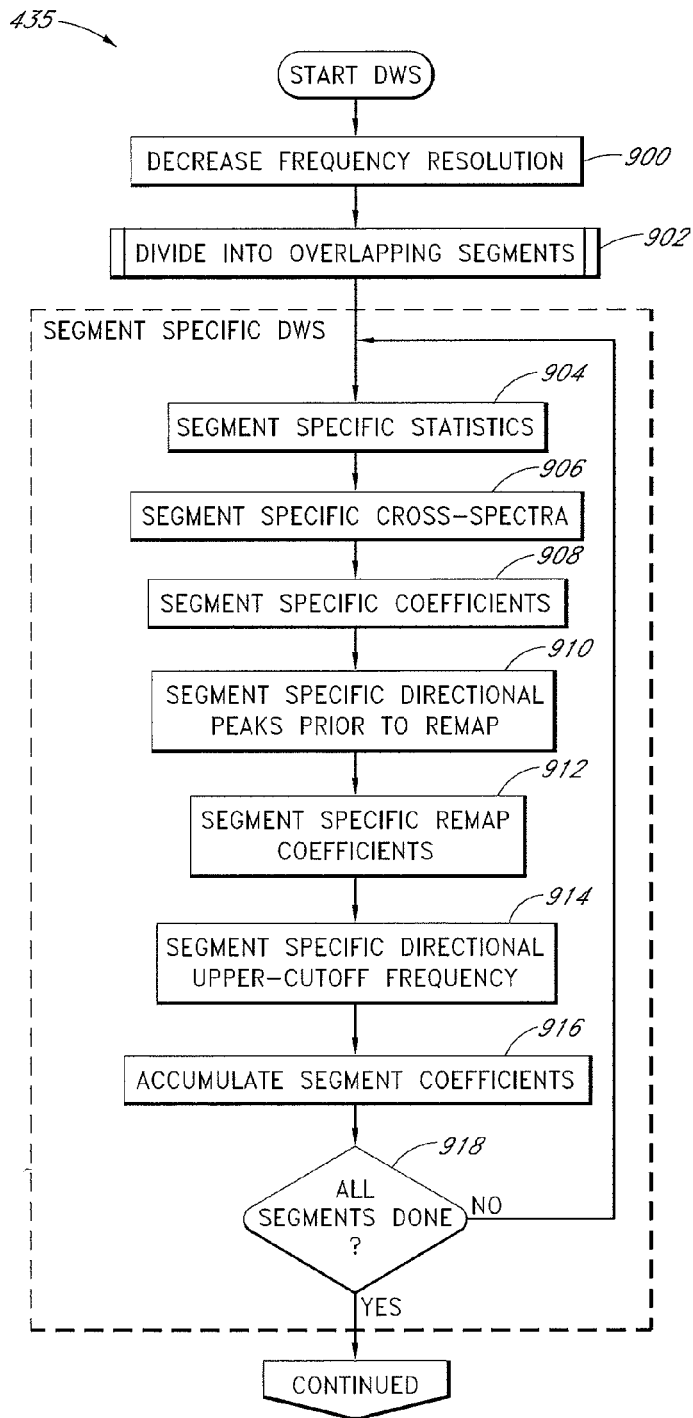 435
START DWS
DECREASE FREQUENCY RESOLUTION
900
DIVIDE INTO OVERLAPPING SEGMENTS
902
SEGMENT SPECIFIC DWS
904
SEGMENT SPECIFIC STATISTICS
906
SEGMENT SPECIFIC CROSS-SPECTRA
908
SEGMENT SPECIFIC COEFFICIENTS
910
SEGMENT SPECIFIC DIRECTIONAL
PEAKS PRIOR TO REMAP
912
SEGMENT SPECIFIC REMAP
COEFFICIENTS
914
SEGMENT SPECIFIC DIRECTIONAL
UPPER-CUTOFF FREQUENCY
916
ACCUMULATE SEGMENT COEFFICIENTS
918
ALL
SEGMENTS DONE
?
NO
YES
CONTINUED